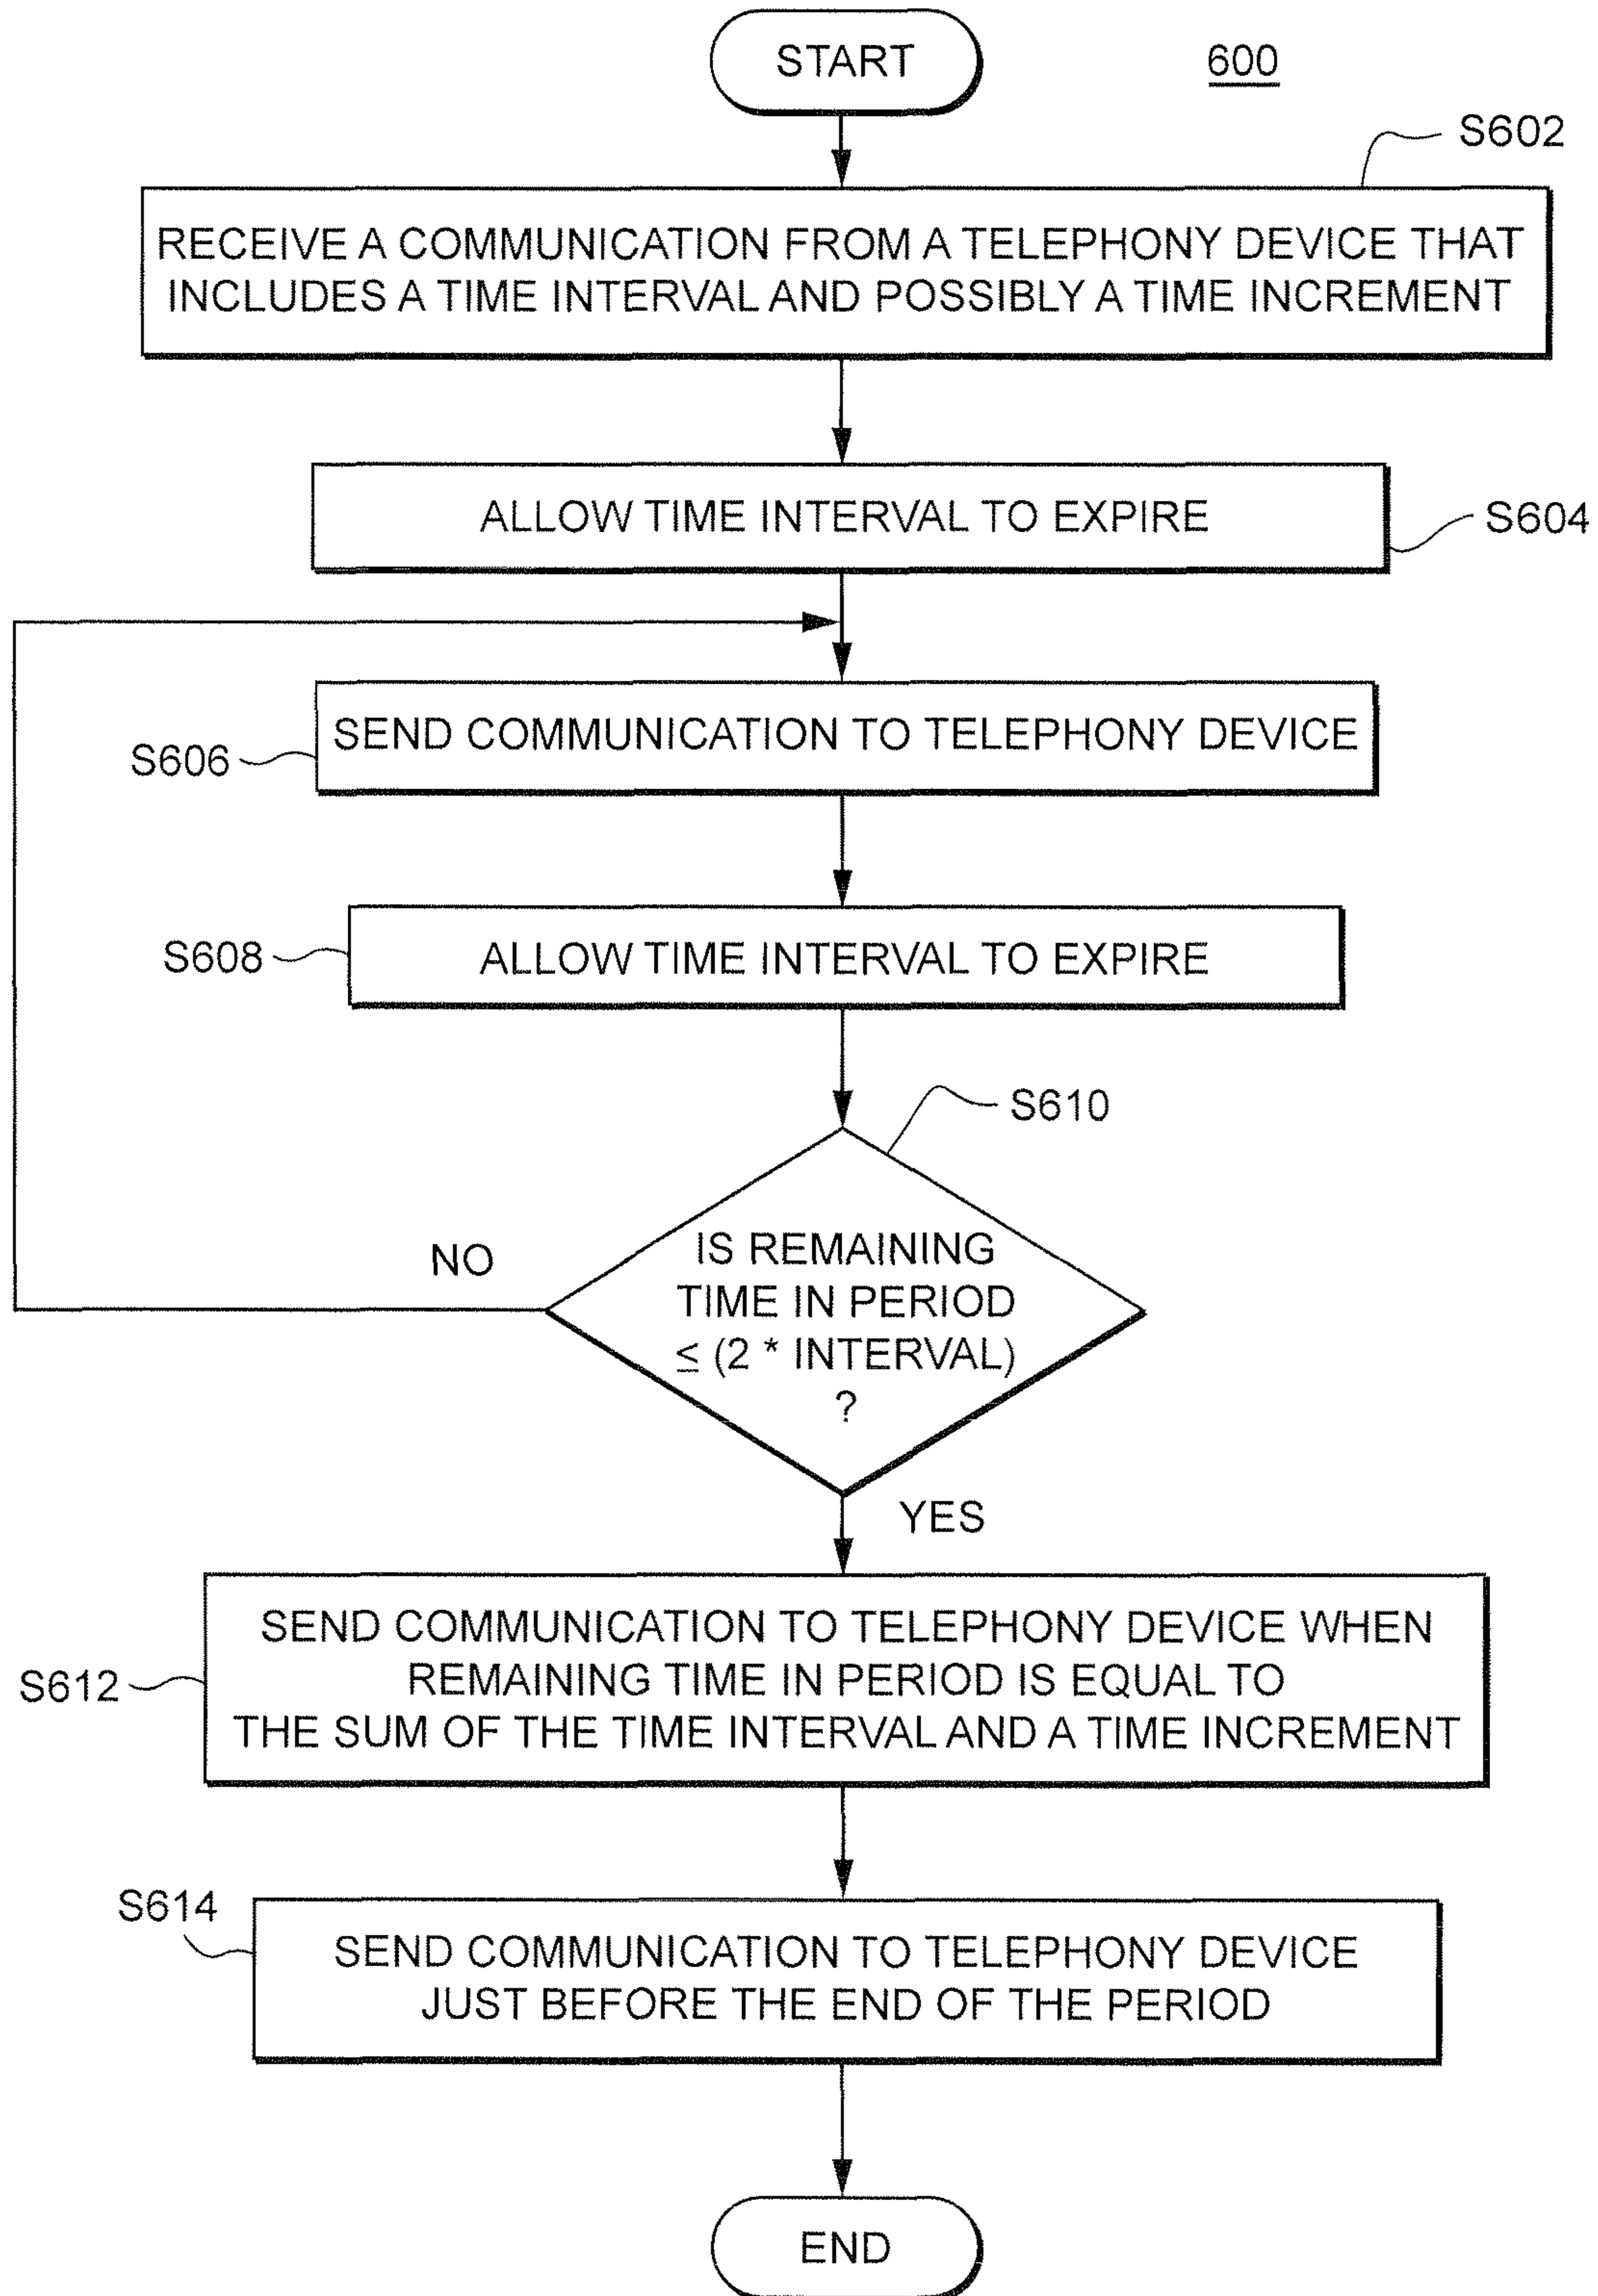 START
600
S602
RECEIVE A COMMUNICATION FROM A TELEPHONY DEVICE THAT
INCLUDES A TIME INTERVAL AND POSSIBLY A TIME INCREMENT
ALLOW TIME INTERVAL TO EXPIRE
S604
SEND COMMUNICATION TO TELEPHONY DEVICE
S606
S608
ALLOW TIME INTERVAL TO EXPIRE
S610
NO
IS REMAINING
TIME IN PERIOD
≤ (2 * INTERVAL)
?
YES
SEND COMMUNICATION TO TELEPHONY DEVICE WHEN
REMAINING TIME IN PERIOD IS EQUAL TO
THE SUM OF THE TIME INTERVAL AND A TIME INCREMENT
S612
S614
SEND COMMUNICATION TO TELEPHONY DEVICE
JUST BEFORE THE END OF THE PERIOD
END